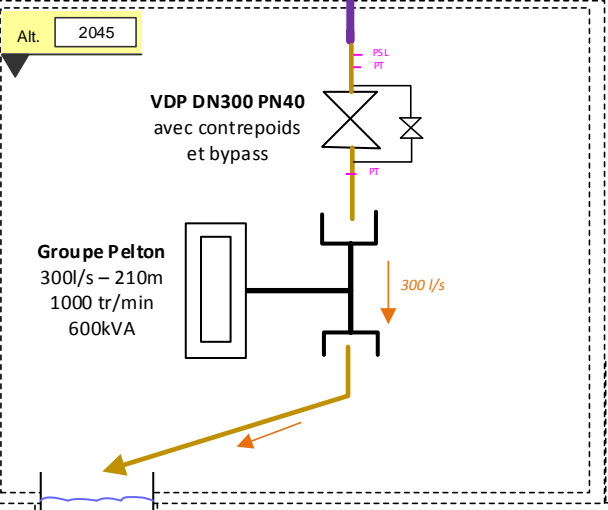 Alt. 2045
PSL
PT
VDP DN300 PN40
avec contrepoids
et bypass
PT
Groupe Pelton
300l/s – 210m
1000 tr/min
600kVA
300 l/s